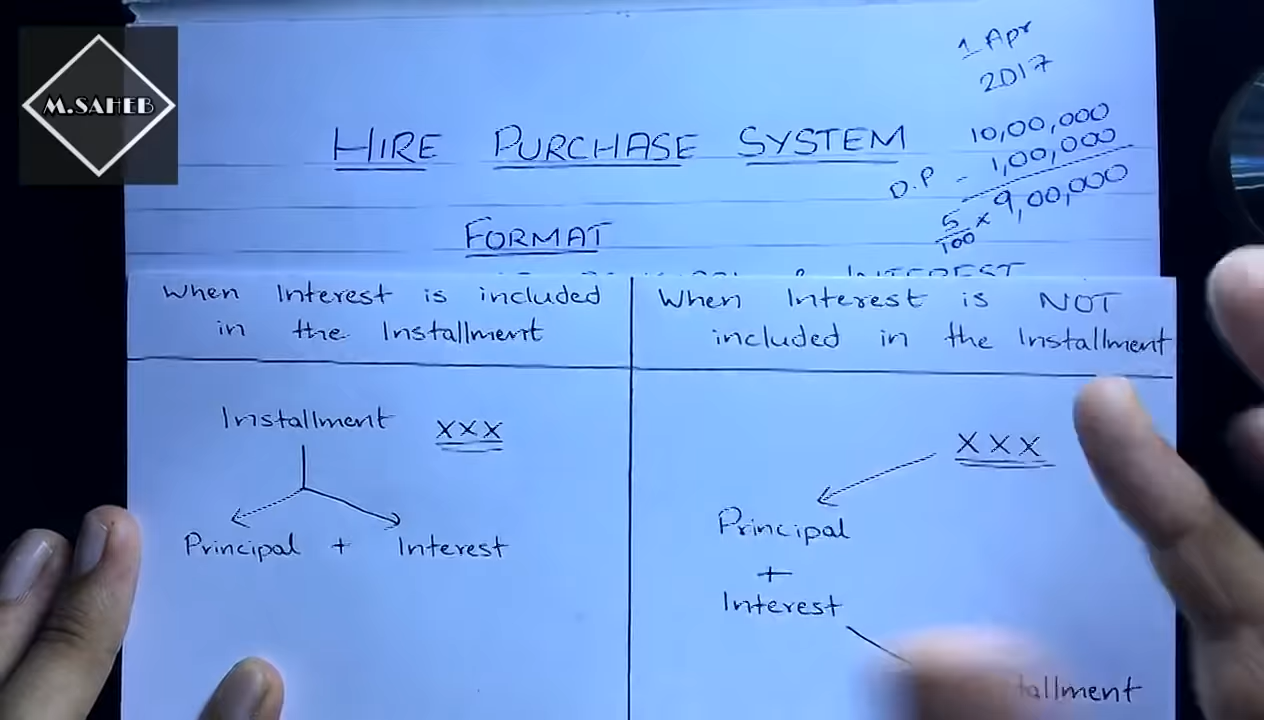 M.SAHEB
1 Apr
2017
HIRE PURCHASE SYSTEM
10,00,000
D.P - 1,00,000
5/100 × 9,00,000
FORMAT
& INTEREST
When Interest is included
in the Installment
When Interest is NOT
included in the Installment
Installment XXX
Principal + Interest
XXX
Principal
+
Interest